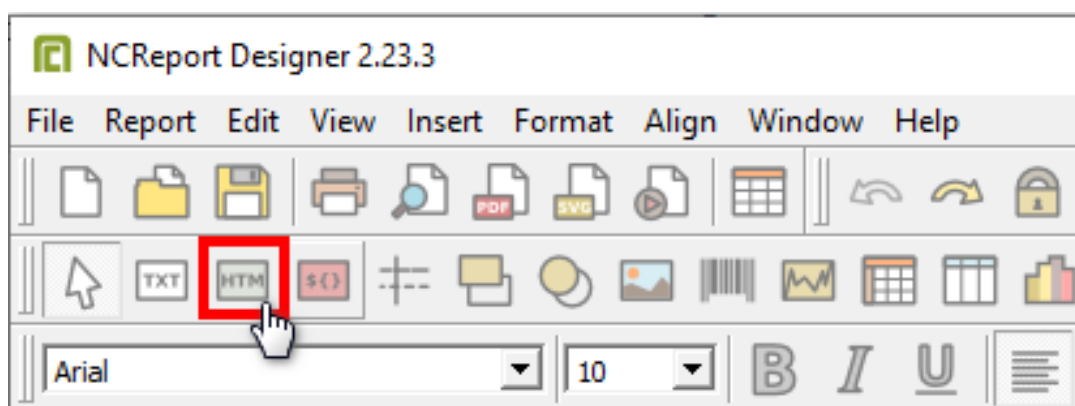 NCReport Designer 2.23.3
File Report Edit View Insert Format Align Window Help
PDF SVG
TXT HTM ${}
Arial 10 B I U